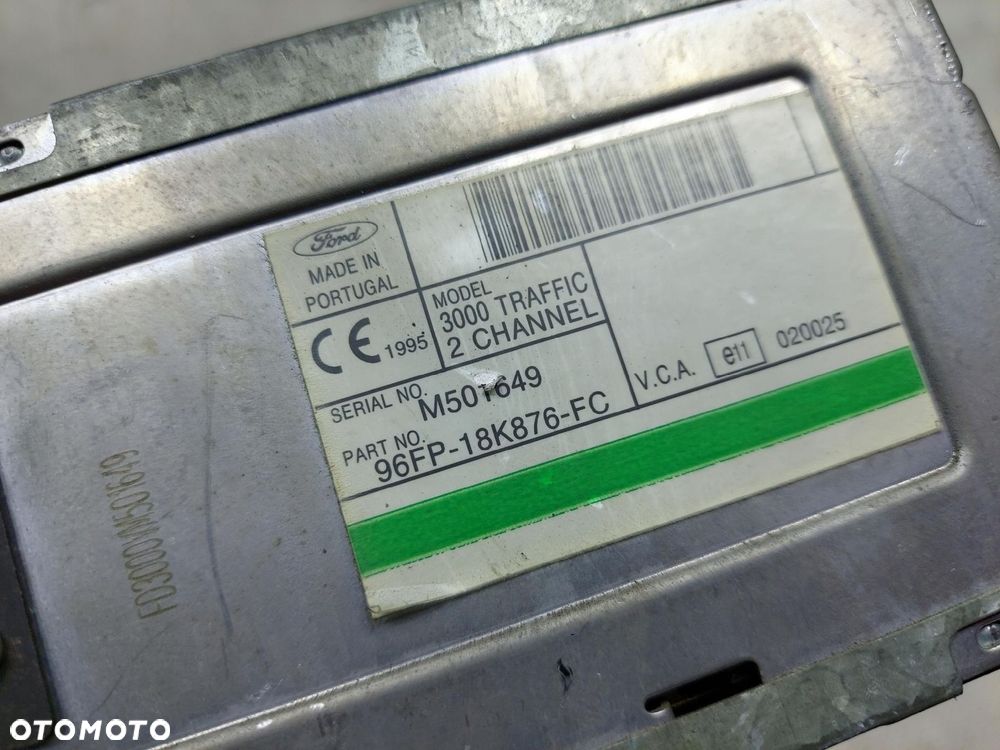 Ford
MADE IN
PORTUGAL
CE 1995
MODEL
3000 TRAFFIC
2 CHANNEL
SERIAL NO. M501649
PART NO. 96FP-18K876-FC
V.C.A. e11 020025
FD3000VM501649
OTOMOTO